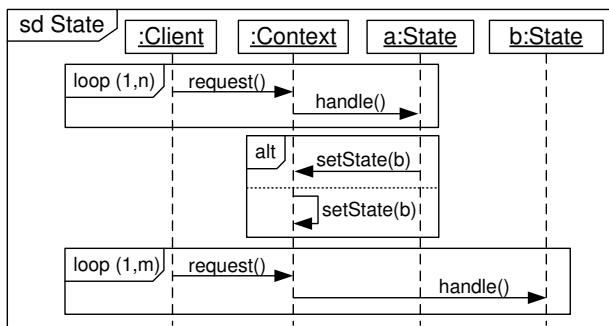 sd State
:Client :Context a:State b:State
loop (1,n)
request()
handle()
alt
setState(b)
setState(b)
loop (1,m)
request()
handle()